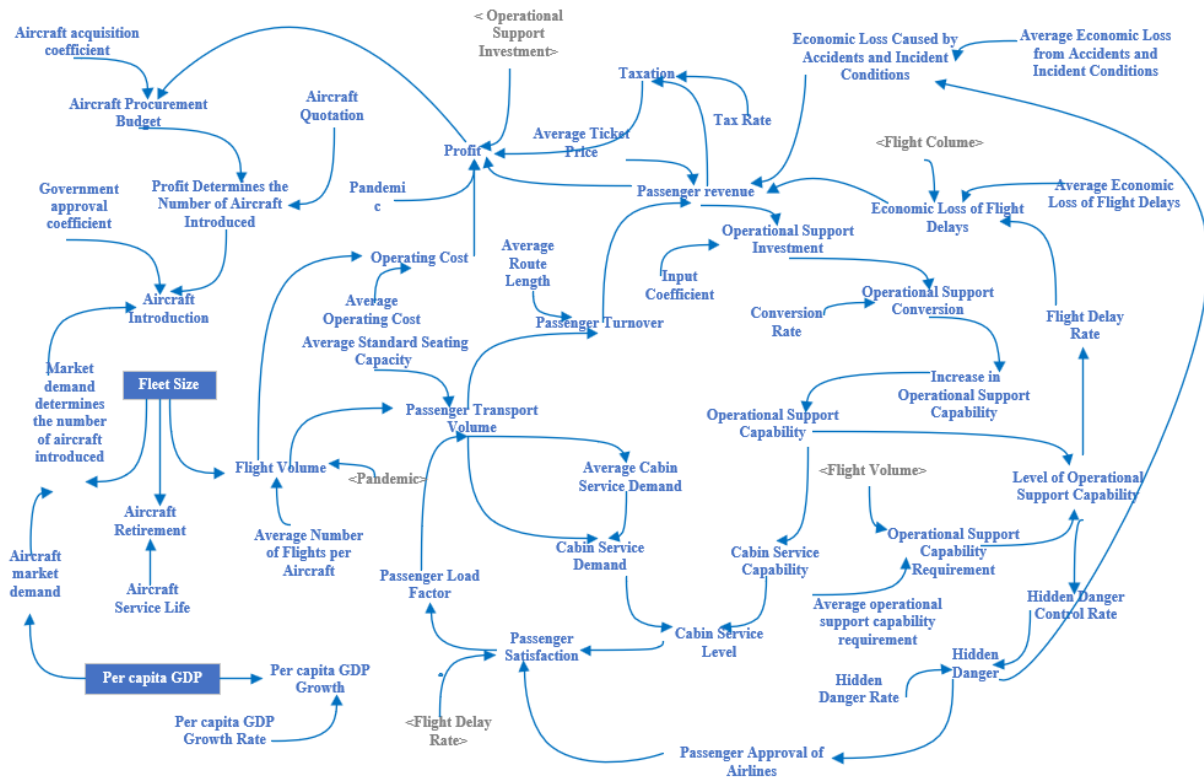 Aircraft acquisition
coefficient
< Operational
Support
Investment>
Economic Loss Caused by
Accidents and Incident
Conditions
Average Economic Loss
from Accidents and
Incident Conditions
Taxation
Aircraft Procurement
Budget
Aircraft
Quotation
Tax Rate
Average Ticket
Price
Profit
<Flight Colume>
Government
approval
coefficient
Profit Determines the
Number of Aircraft
Introduced
Pandemi
c
Passenger revenue
Economic Loss of Flight
Delays
Average Economic
Loss of Flight Delays
Operational Support
Investment
Operating Cost
Average
Route
Length
Input
Coefficient
Aircraft
Introduction
Average
Operating Cost
Passenger Turnover
Conversion
Rate
Operational Support
Conversion
Flight Delay
Rate
Average Standard Seating
Capacity
Market
demand
determines
the number
of aircraft
introduced
Fleet Size
Increase in
Operational Support
Capability
Passenger Transport
Volume
Operational Support
Capability
Flight Volume
<Pandemic>
Average Cabin
Service Demand
<Flight Volume>
Level of Operational
Support Capability
Aircraft
Retirement
Average Number
of Flights per
Aircraft
Cabin Service
Demand
Cabin Service
Capability
Operational Support
Capability
Requirement
Aircraft
market
demand
Aircraft
Service Life
Passenger Load
Factor
Average operational
support capability
requirement
Hidden Danger
Control Rate
Passenger
Satisfaction
Cabin Service
Level
Hidden
Danger
Per capita GDP
Per capita GDP
Growth
Hidden
Danger Rate
Per capita GDP
Growth Rate
<Flight Delay
Rate>
Passenger Approval of
Airlines